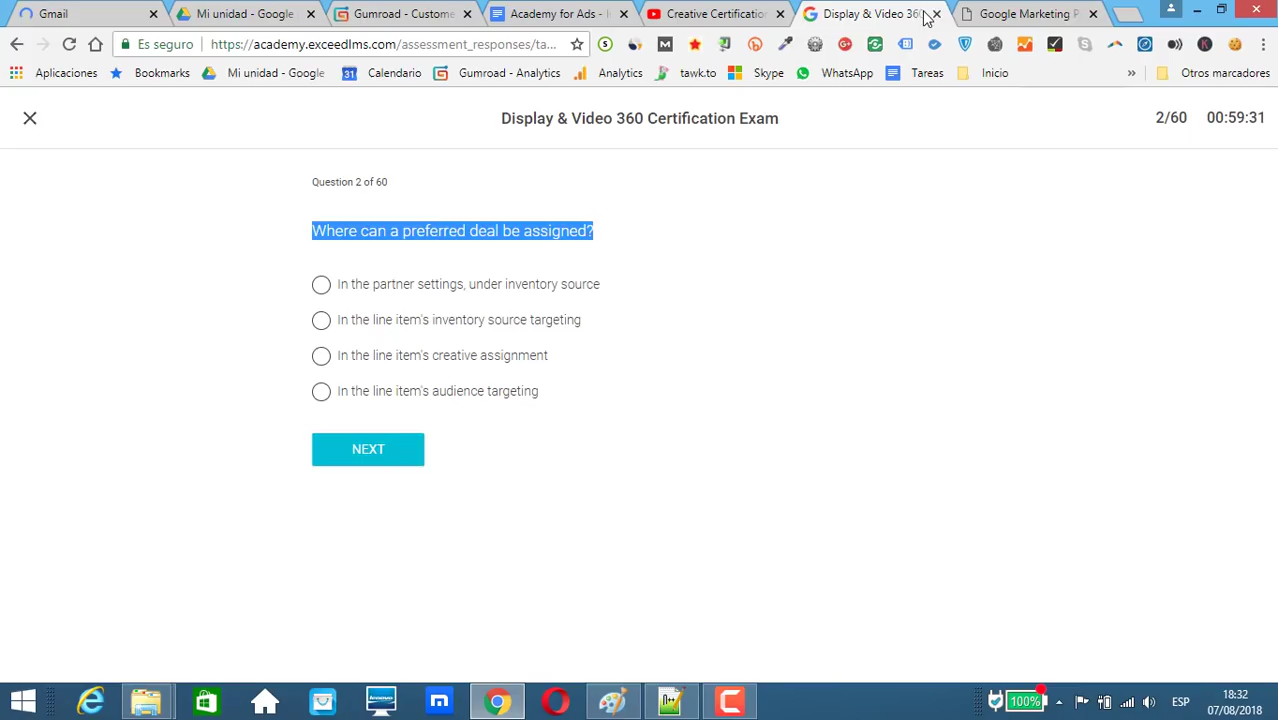 Gmail
Mi unidad - Google
Gumroad - Custome
Academy for Ads - I
Creative Certification
Display & Video 360
Google Marketing P
Es seguro
https://academy.exceedlms.com/assessment_responses/ta...
Aplicaciones
Bookmark
Mi unidad - Google
31
Calendario
Gumroad - Analytics
Analytics
tawk.to
Skype
WhatsApp
Tareas
Inicio
»
Otros marcadores
Display & Video 360 Certification Exam
2/60
00:59:31
Question 2 of 60
Where can a preferred deal be assigned?
In the partner settings, under inventory source
In the line item's inventory source targeting
In the line item's creative assignment
In the line item's audience targeting
NEXT
100%
ESP
18:32
07/08/2018